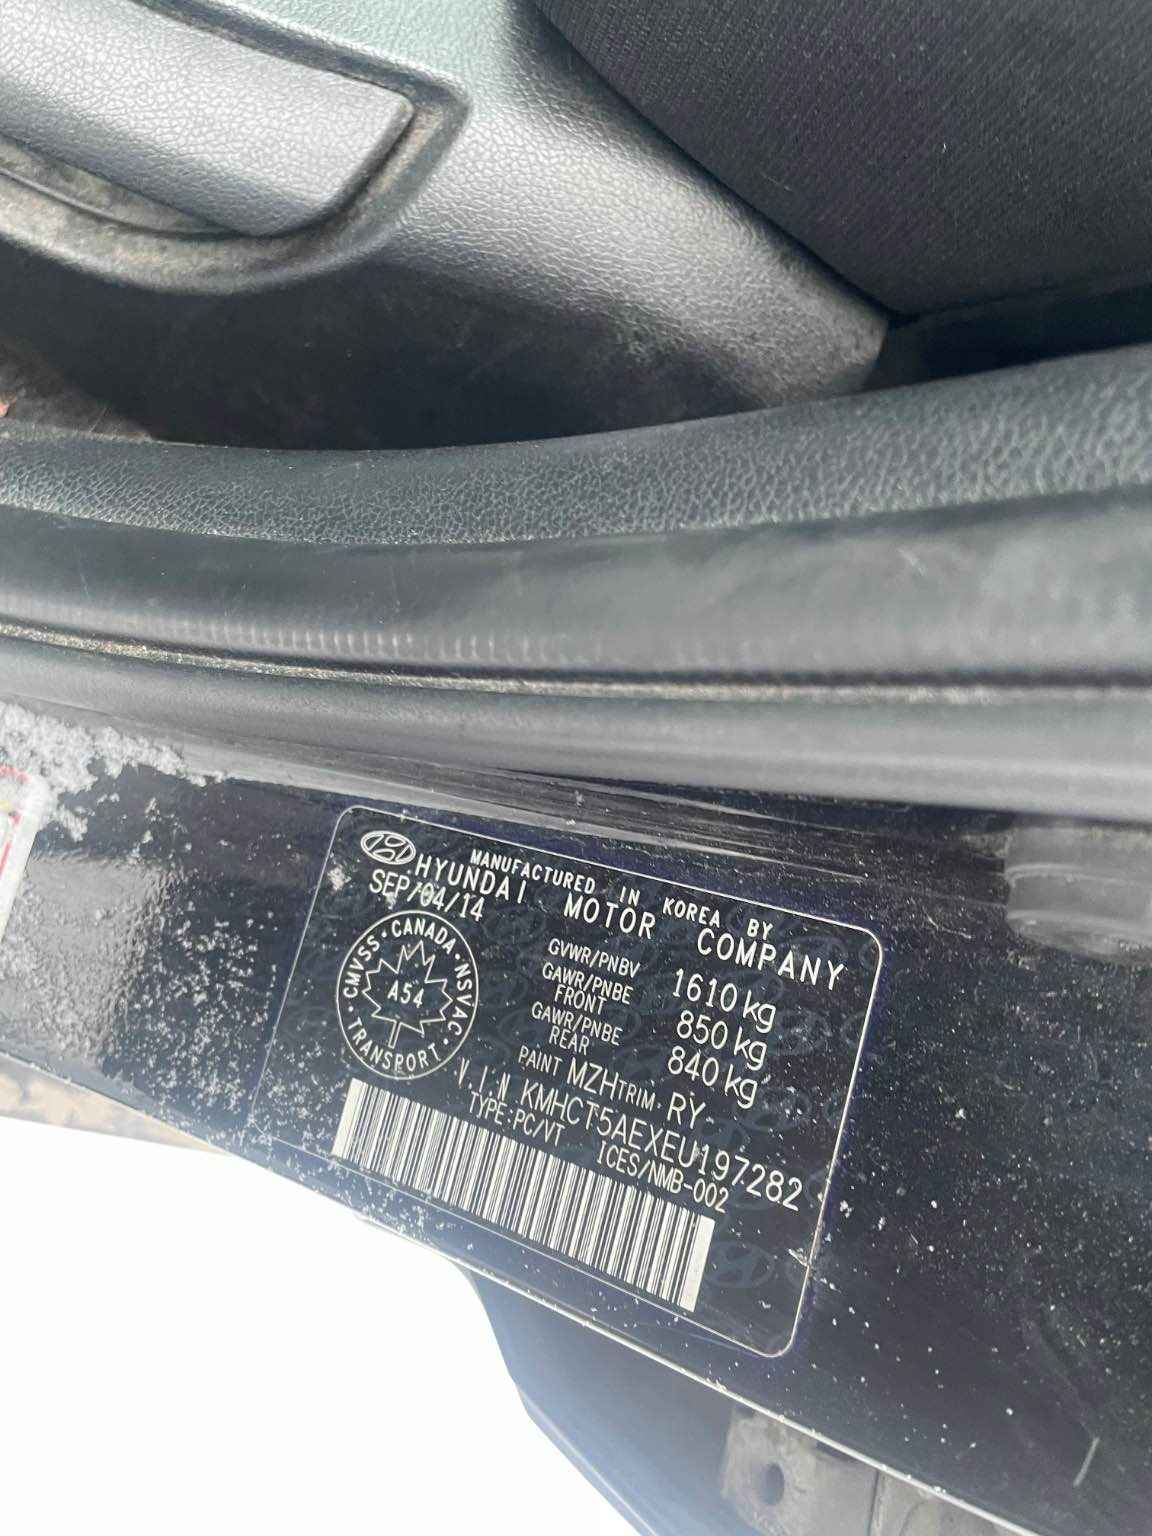 MANUFACTURED IN KOREA BY
HYUNDAI MOTOR COMPANY
SEP/04/14
GVWR/PNBV 1610 kg
GAWR/PNBE FRONT 850 kg
GAWR/PNBE REAR 840 kg
CMVSS · CANADA · NSVAC · TRANSPORT ·
A54
PAINT MZH TRIM. RY
V.I.N KMHCT5AEXEU197282
TYPE:PC/VT ICES/NMB-002